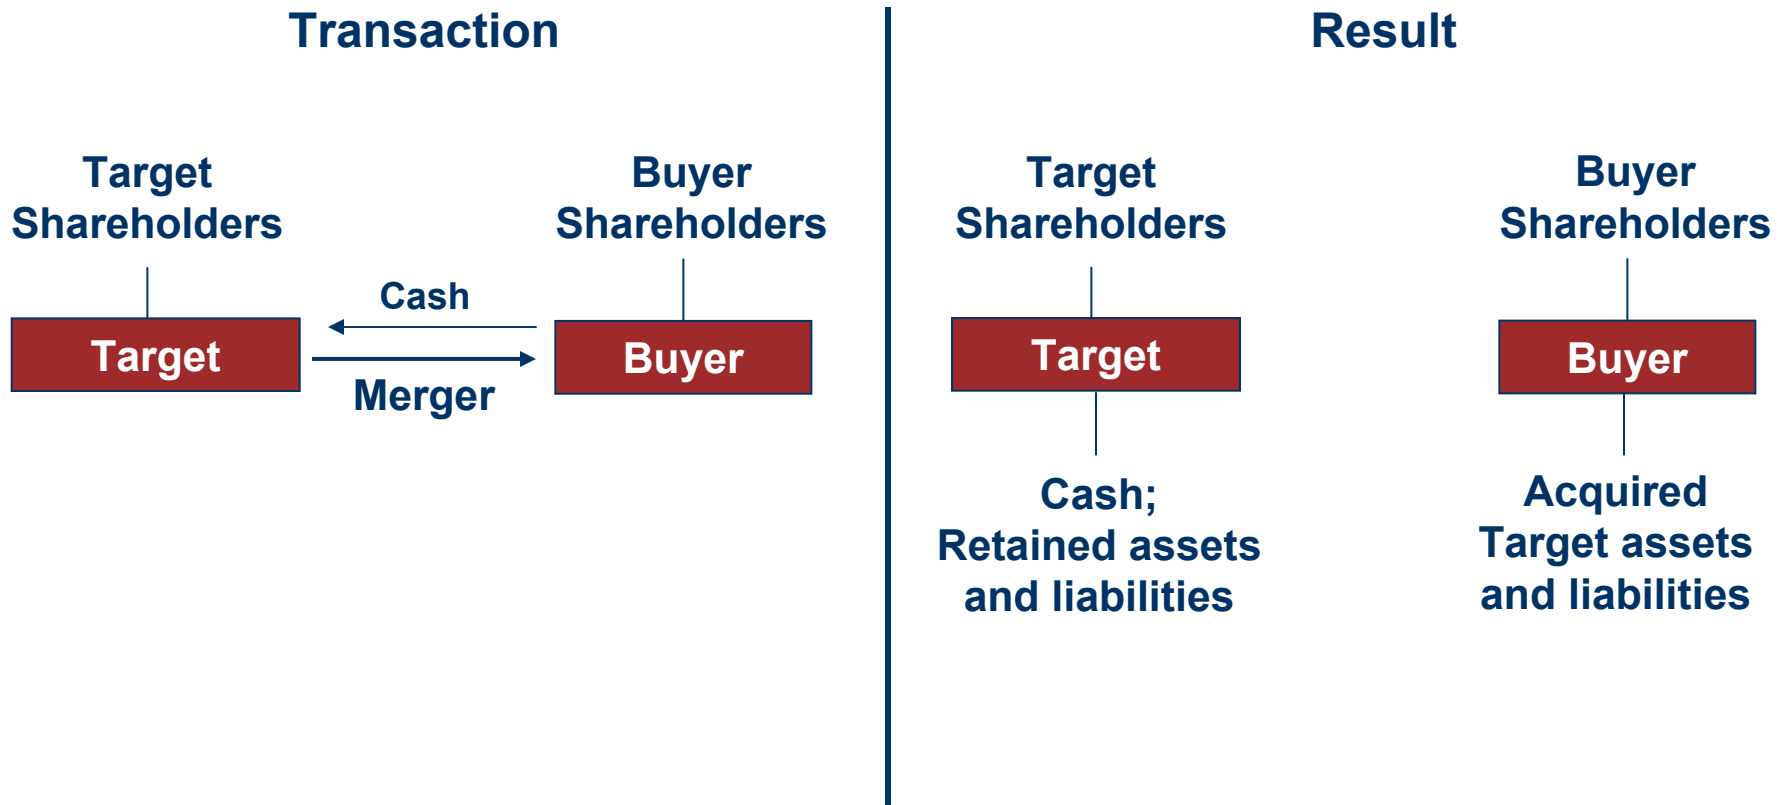 Transaction
Target
Shareholders
Buyer
Shareholders
Cash
Target
Buyer
Merger
Result
Target
Shareholders
Buyer
Shareholders
Target
Buyer
Cash;
Retained assets
and liabilities
Acquired
Target assets
and liabilities